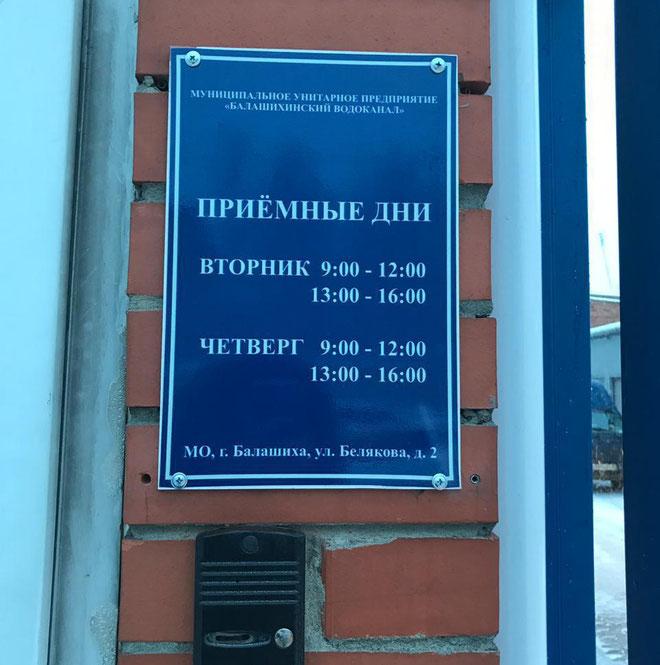 МУНИЦИПАЛЬНОЕ УНИТАРНОЕ ПРЕДПРИЯТИЕ
«БАЛАШИХИНСКИЙ ВОДОКАНАЛ»
ПРИЁМНЫЕ ДНИ
ВТОРНИК 9:00 - 12:00
13:00 - 16:00
ЧЕТВЕРГ 9:00 - 12:00
13:00 - 16:00
МО, г. Балашиха, ул. Белякова, д. 2